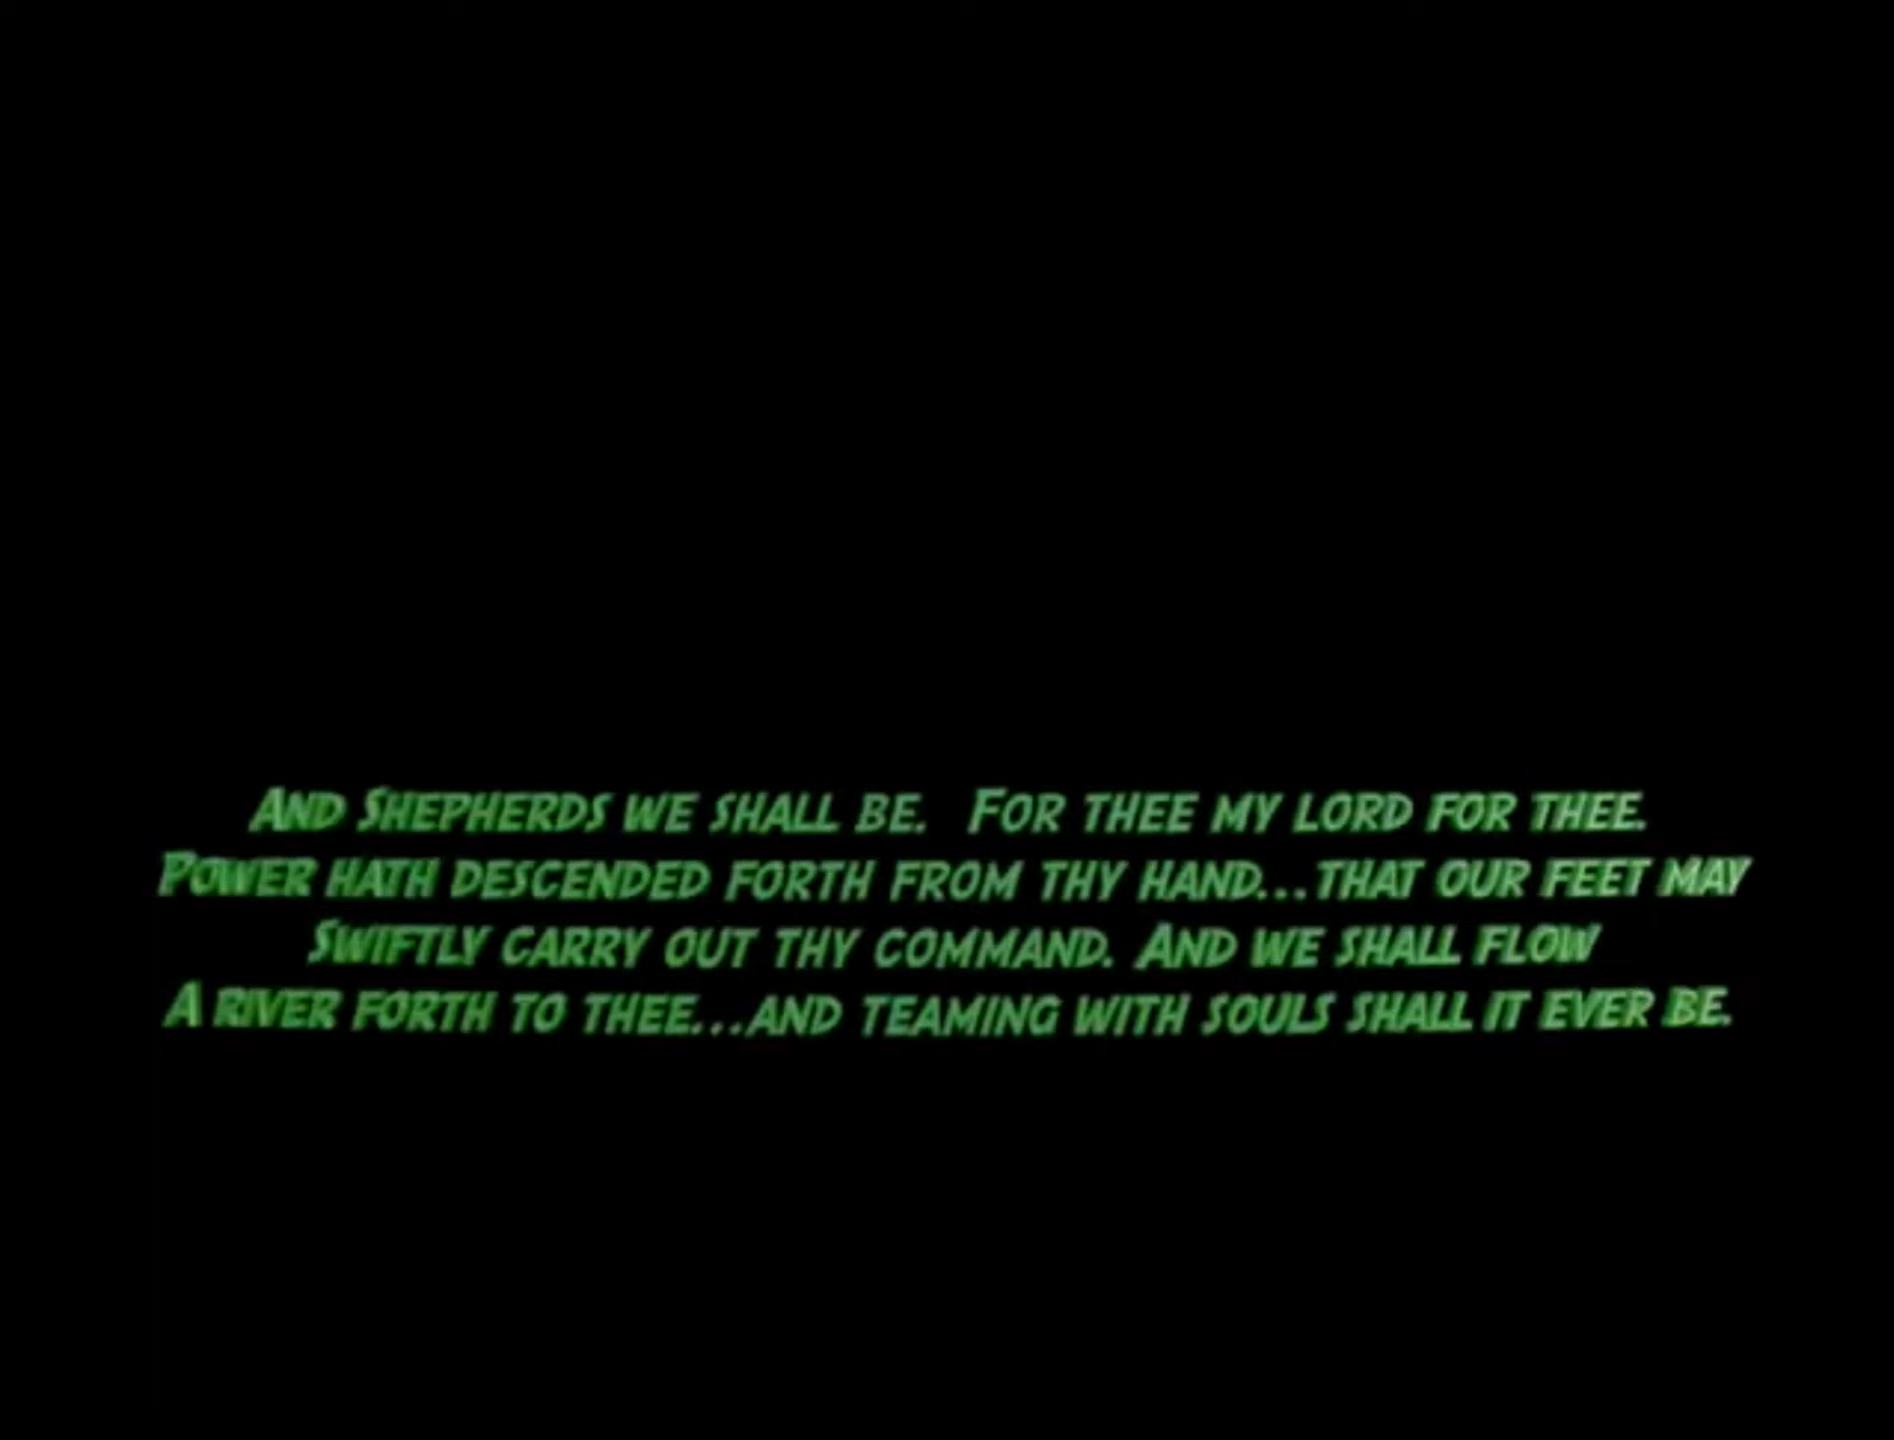 And Shepherds we shall be.  For thee my lord for thee.
Power hath descended forth from thy hand...that our feet may
Swiftly carry out thy command. And we shall flow
A river forth to thee...and teaming with souls shall it ever be.